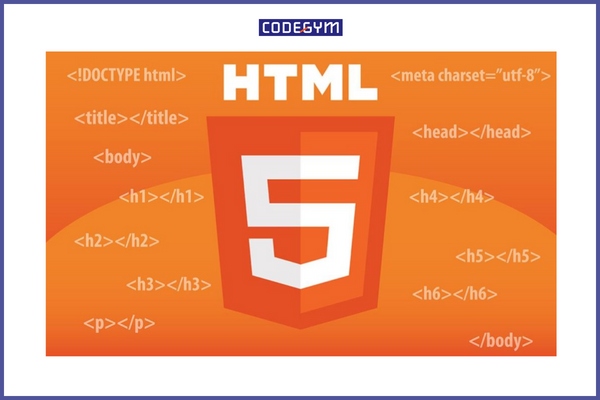 CODEGYM
HTML
5
<!DOCTYPE html>
<meta charset="utf-8">
<title></title>
<head></head>
<body>
<h1></h1>
<h4></h4>
<h2></h2>
<h5></h5>
<h3></h3>
<h6></h6>
<p></p>
</body>